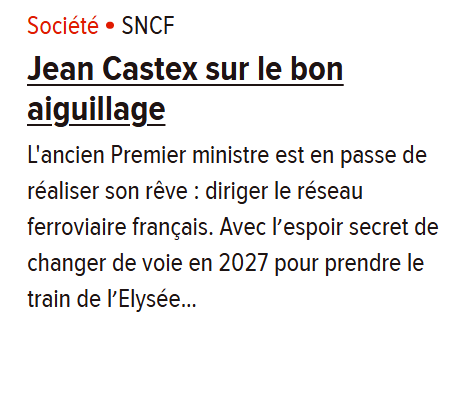 Société • SNCF
Jean Castex sur le bon
aiguillage
L'ancien Premier ministre est en passe de
réaliser son rêve : diriger le réseau
ferroviaire français. Avec l’espoir secret de
changer de voie en 2027 pour prendre le
train de l’Elysée...